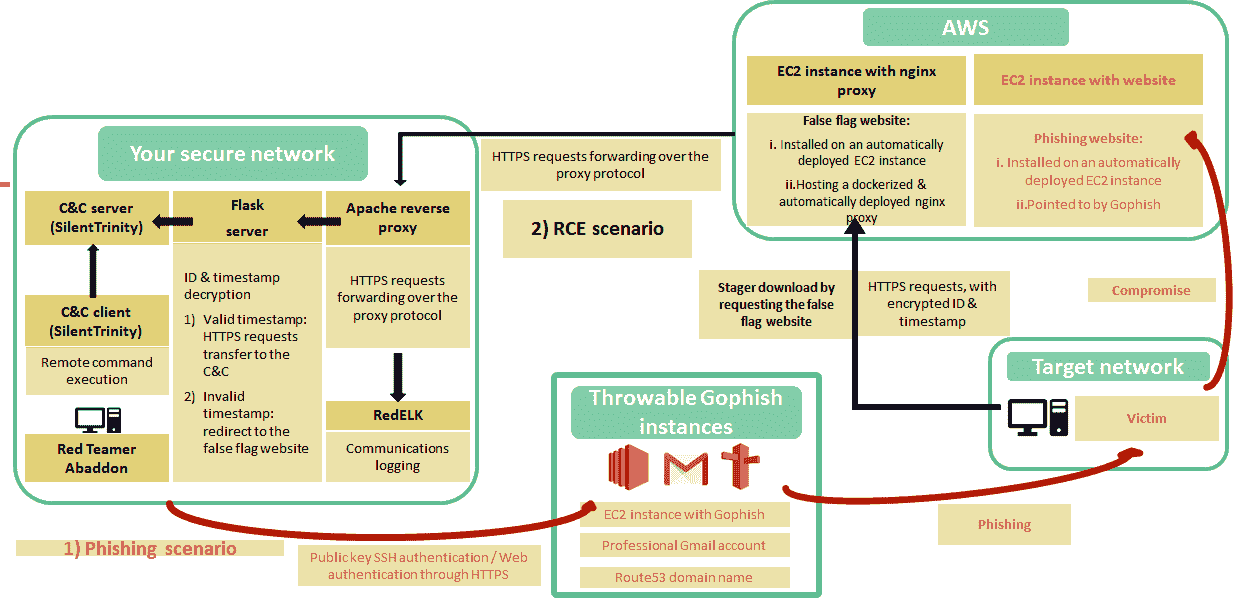 AWS
EC2 instance with nginx
proxy
EC2 instance with website
False flag website:
i. Installed on an automatically
deployed EC2 instance
ii.Hosting a dockerized &
automatically deployed nginx
proxy
Phishing website:
i. Installed on an automatically
deployed EC2 instance
ii.Pointed to by Gophish
Your secure network
C&C server
(SilentTrinity)
Flask
server
Apache reverse
proxy
HTTPS requests
forwarding over the
proxy protocol
ID & timestamp
decryption
1) Valid timestamp:
HTTPS requests
transfer to the
C&C
2) Invalid
timestamp:
redirect to the
false flag website
C&C client
(SilentTrinity)
Remote command
execution
Red Teamer
Abaddon
RedELK
Communications
logging
HTTPS requests forwarding over the
proxy protocol
2) RCE scenario
Stager download by
requesting the false
flag website
HTTPS requests, with
encrypted ID &
timestamp
Compromise
Target network
Victim
Throwable Gophish
instances
EC2 instance with Gophish
Professional Gmail account
Route53 domain name
Phishing
1) Phishing scenario
Public key SSH authentication / Web
authentication through HTTPS